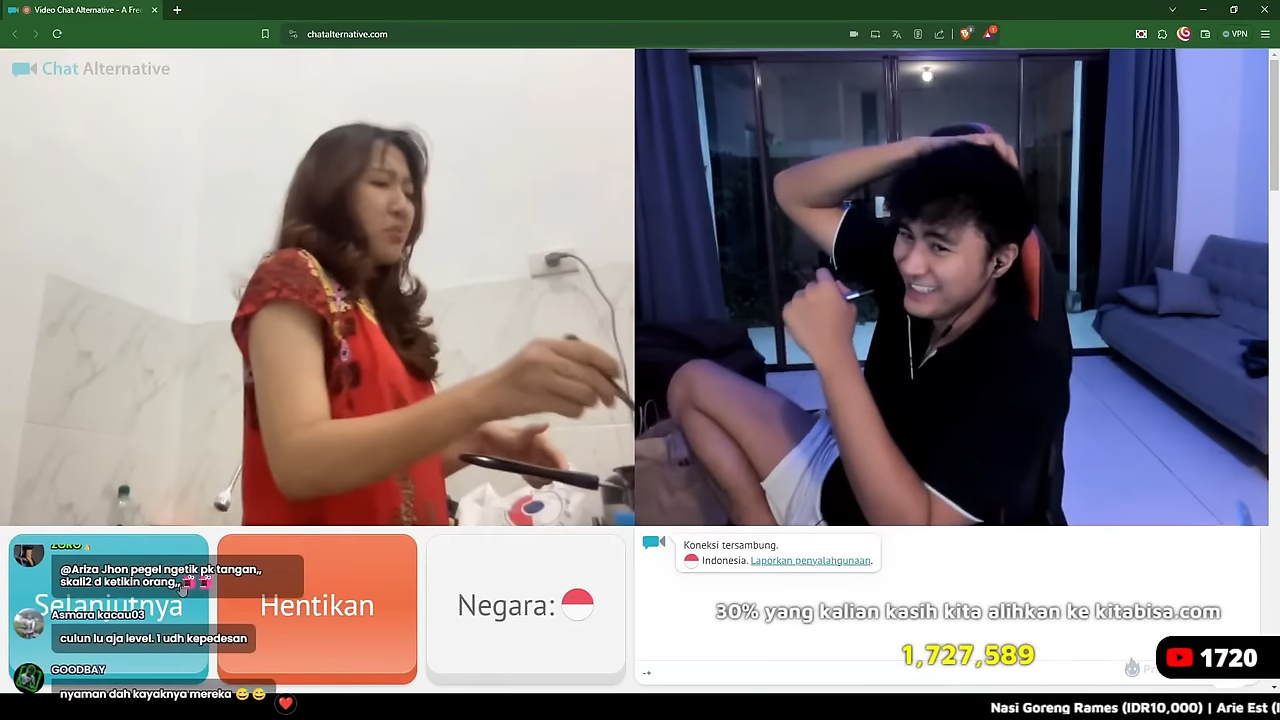 Video Chat Alternative - A Fre
chatalternative.com
VPN
Chat Alternative
ZORO
@Ariza Jhon pegel ngetik pk tangan,,
skali2 d ketikin orang,,
Selanjutnya
Asmara kgcau03
culun lu aja level. 1 udh kepedesan
GOODBAY
nyaman dah kayaknya mereka 😅😅
Hentikan
Negara:
Koneksi tersambung.
Indonesia. Laporkan penyalahgunaan.
30% yang kalian kasih kita alihkan ke kitabisa.com
1,727,589
1720
Nasi Goreng Rames (IDR10,000) | Arie Est (I